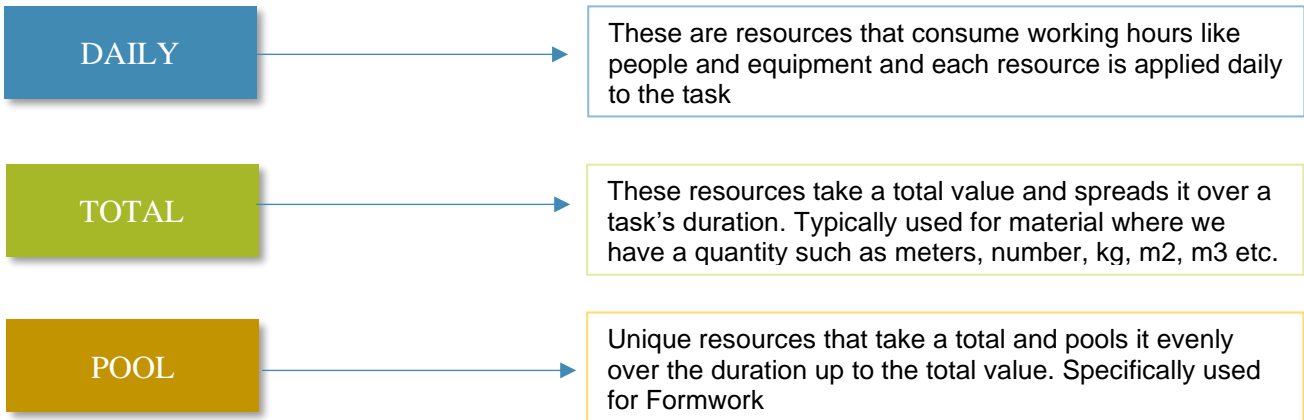 DAILY
These are resources that consume working hours like
people and equipment and each resource is applied daily
to the task
TOTAL
These resources take a total value and spreads it over a
task’s duration. Typically used for material where we
have a quantity such as meters, number, kg, m2, m3 etc.
POOL
Unique resources that take a total and pools it evenly
over the duration up to the total value. Specifically used
for Formwork